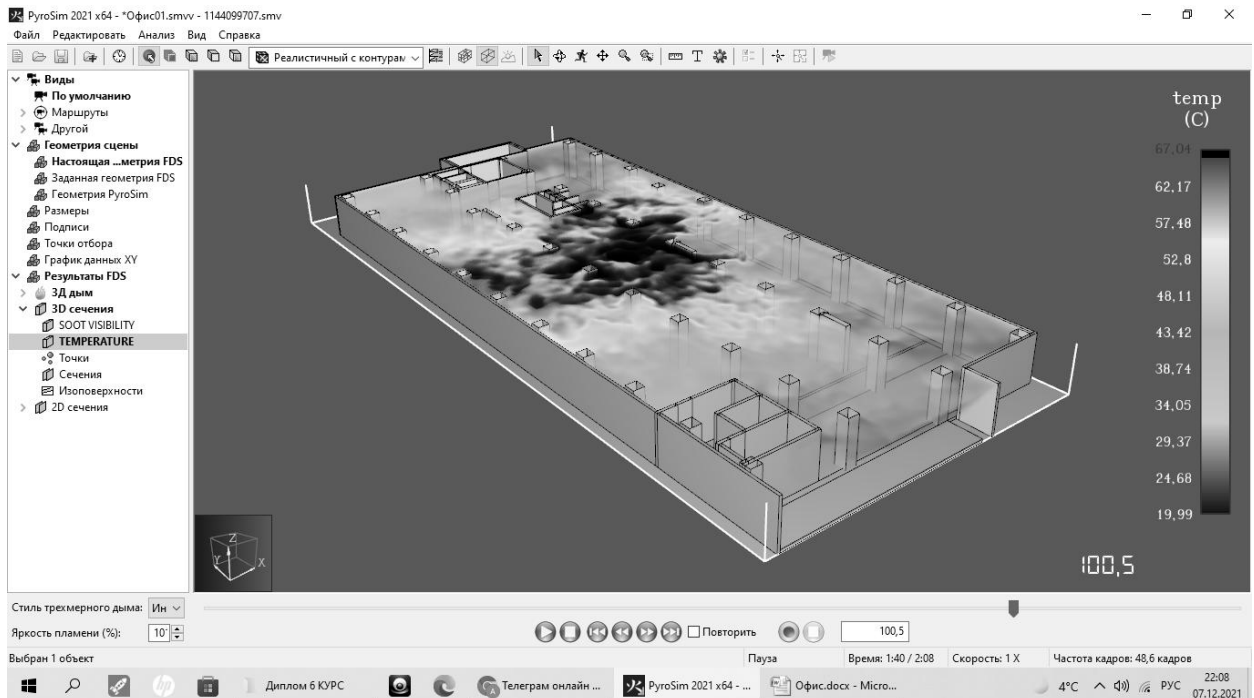 PyroSim 2021 x64 - *Офис01.smvv - 1144099707.smv
Файл Редактировать Анализ Вид Справка
Реалистичный с контурам
Виды
По умолчанию
Маршруты
Другой
Геометрия сцены
Настоящая ...метрия FDS
Заданная геометрия FDS
Геометрия PyroSim
Размеры
Подписи
Точки отбора
График данных XY
Результаты FDS
3Д дым
3D сечения
SOOT VISIBILITY
TEMPERATURE
Точки
Сечения
Изоповерхности
2D сечения
temp
(C)
67,04
62,17
57,48
52,8
48,11
43,42
38,74
34,05
29,37
24,68
19,99
100,5
Z
Y
X
Стиль трехмерного дыма: Ин
Яркость пламени (%): 10
Повторить
100,5
Выбран 1 объект
Пауза
Время: 1:40 / 2:08
Скорость: 1 X
Частота кадров: 48,6 кадров
Диплом 6 КУРС
Телеграм онлайн ...
PyroSim 2021 x64 - ...
Офис.docx - Micro...
4°C
РУС
22:08
07.12.2021